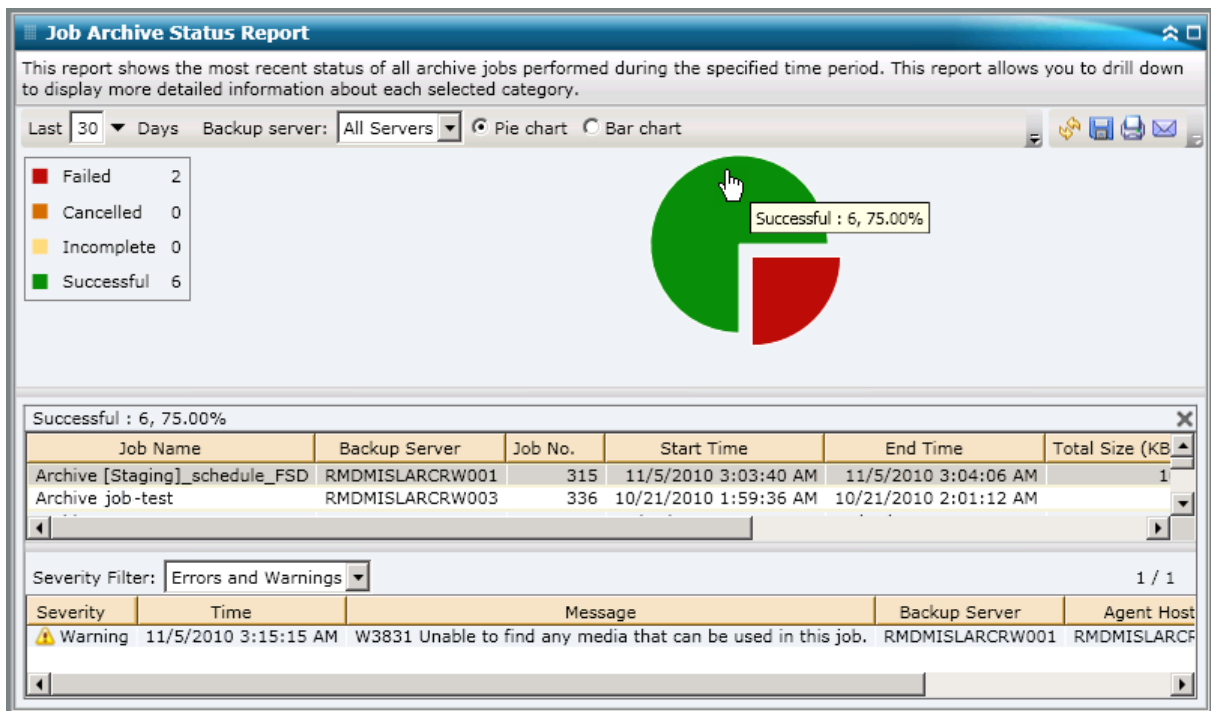 Job Archive Status Report
This report shows the most recent status of all archive jobs performed during the specified time period. This report allows you to drill down
to display more detailed information about each selected category.
Last 30 Days Backup server: All Servers Pie chart Bar chart
Failed 2
Cancelled 0
Incomplete 0
Successful 6
Successful : 6, 75.00%
Successful : 6, 75.00%
Job Name Backup Server Job No. Start Time End Time Total Size (KB
Archive [Staging]_schedule_FSD RMDMISLARCRW001 315 11/5/2010 3:03:40 AM 11/5/2010 3:04:06 AM 1
Archive job-test RMDMISLARCRW003 336 10/21/2010 1:59:36 AM 10/21/2010 2:01:12 AM
Severity Filter: Errors and Warnings 1 / 1
Severity Time Message Backup Server Agent Host
Warning 11/5/2010 3:15:15 AM W3831 Unable to find any media that can be used in this job. RMDMISLARCRW001 RMDMISLARCR